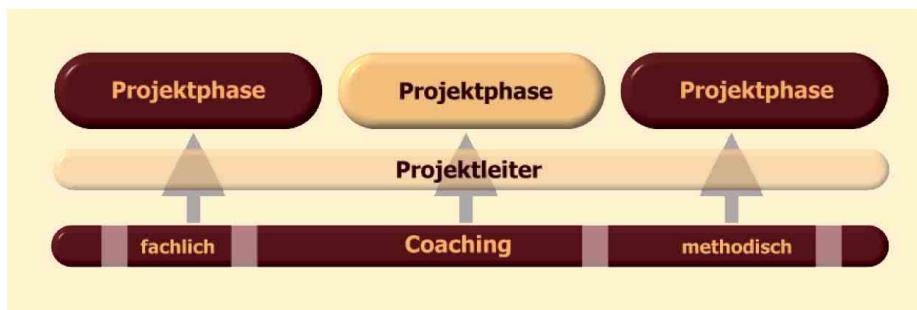 Projektphase Projektphase Projektphase
Projektleiter
fachlich Coaching methodisch